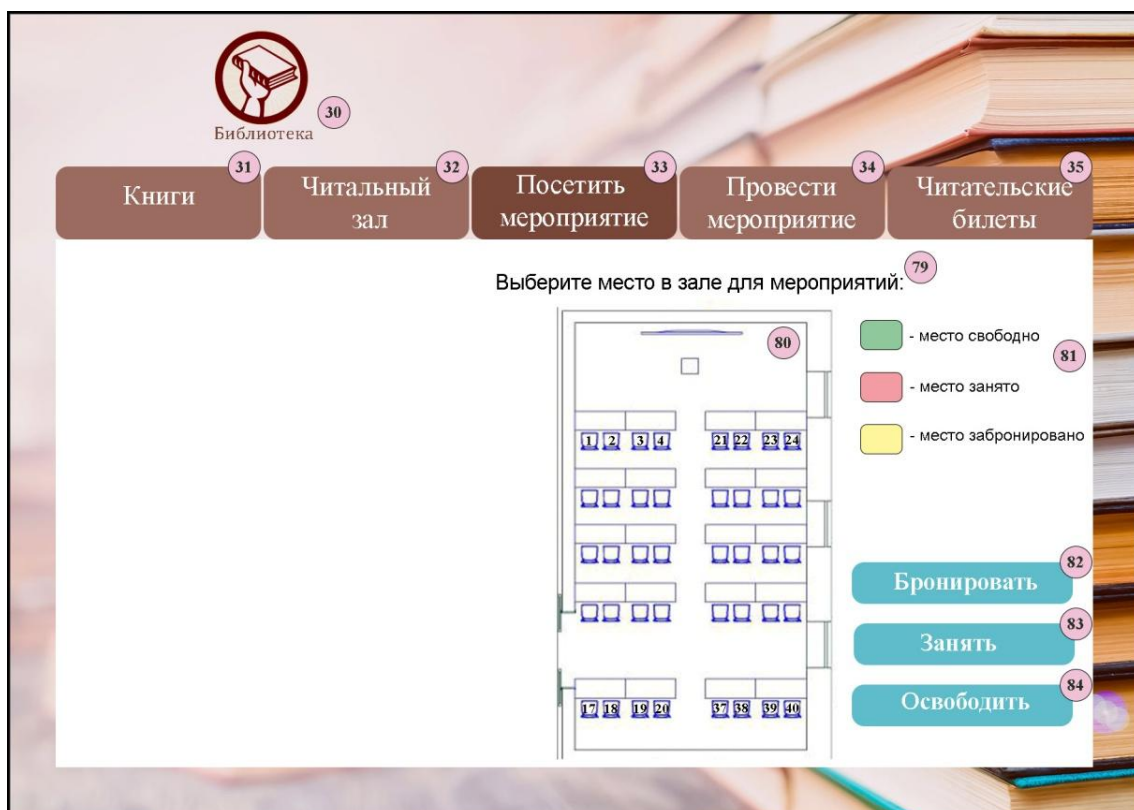 Библиотека
30
31
32
33
34
35
Книги
Читальный
зал
Посетить
мероприятие
Провести
мероприятие
Читательские
билеты
79
Выберите место в зале для мероприятий:
80
- место свободно
81
- место занято
- место забронировано
1 2 3 4 21 22 23 24
82
Бронировать
83
Занять
84
Освободить
17 18 19 20 37 38 39 40